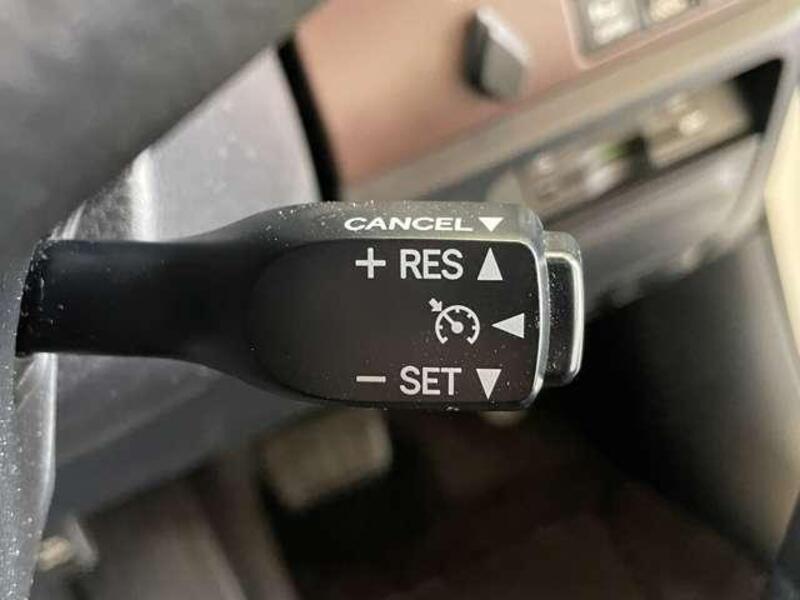 CANCEL▼
+ RES ▲
◀
− SET ▼